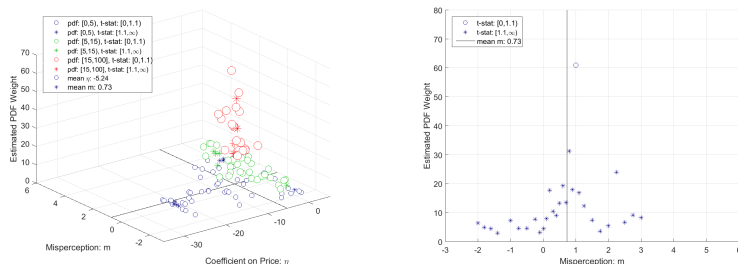 pdf: [0,5), t-stat: [0,1.1)
pdf: [0,5), t-stat: [1.1,∞)
pdf: [5,15), t-stat: [0,1.1)
pdf: [5,15), t-stat: [1.1,∞)
pdf: [15,100], t-stat: [0,1.1)
pdf: [15,100], t-stat: [1.1,∞)
mean η: -5.24
mean m: 0.73
Estimated PDF Weight
70
60
50
40
30
20
10
0
6
4
2
0
-2
Misperception: m
-30
-20
-10
0
Coefficient on Price: η
t-stat: [0,1.1)
t-stat: [1.1,∞)
mean m: 0.73
Estimated PDF Weight
80
70
60
50
40
30
20
10
0
-3 -2 -1 0 1 2 3 4 5 6
Misperception: m